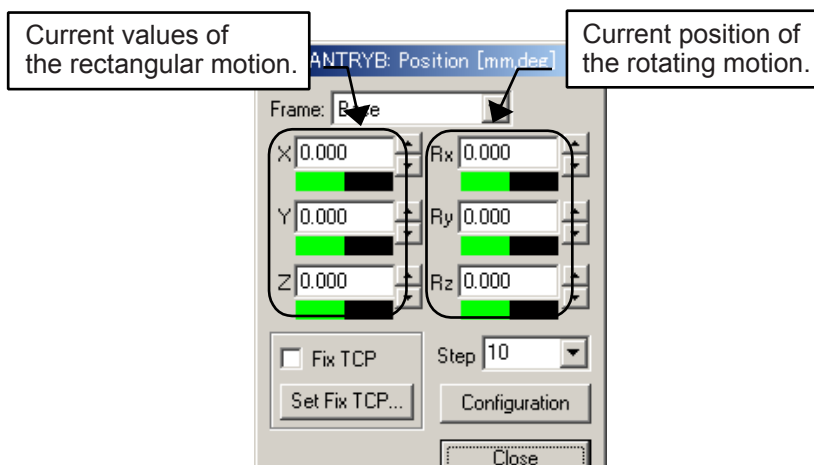 Current values of
the rectangular motion.
Current position of
the rotating motion.
ANTRYB: Position [mm,deg]
Frame: Base
X 0.000 Rx 0.000
Y 0.000 Ry 0.000
Z 0.000 Rz 0.000
Fix TCP Step 10
Set Fix TCP... Configuration
Close